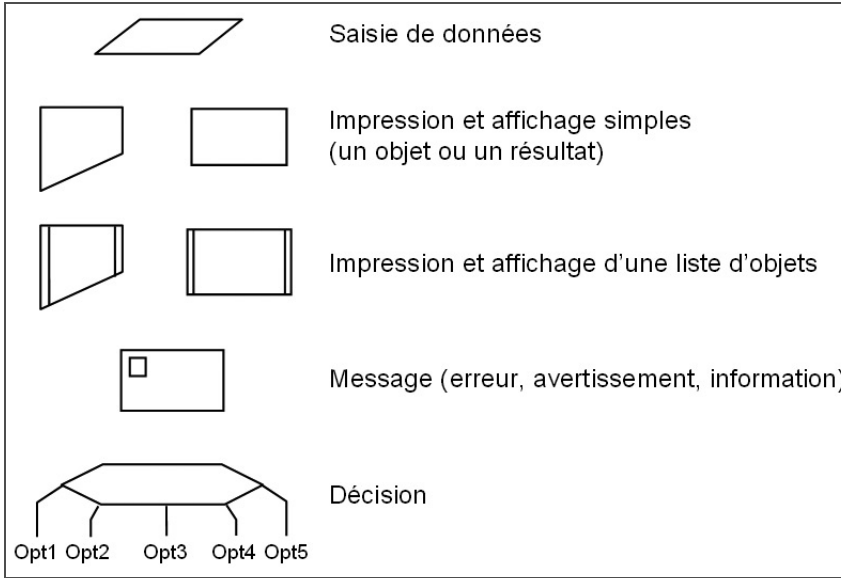 Saisie de données
Impression et affichage simples
(un objet ou un résultat)
Impression et affichage d'une liste d'objets
Message (erreur, avertissement, information)
Décision
Opt1 Opt2 Opt3 Opt4 Opt5